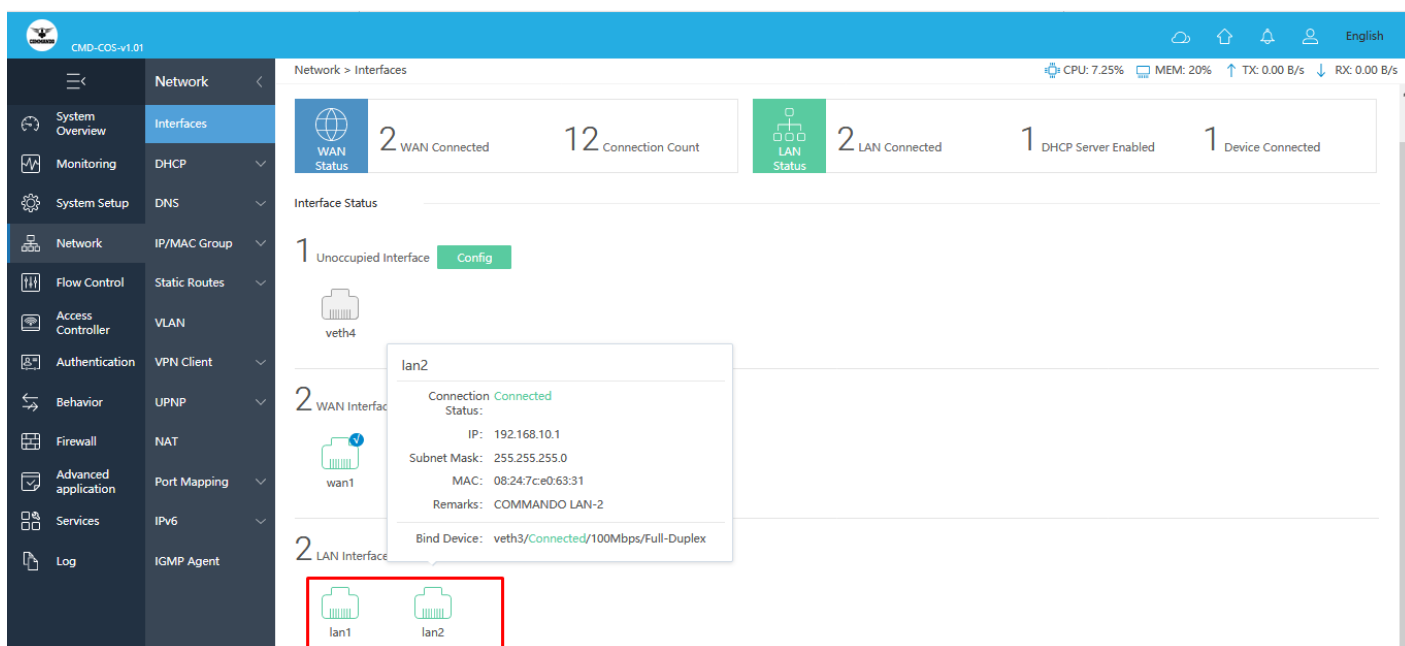 COMMANDO
CMD-COS-v1.01
English
Network
Network > Interfaces
CPU: 7.25% MEM: 20% TX: 0.00 B/s RX: 0.00 B/s
System Overview
Monitoring
System Setup
Network
Flow Control
Access Controller
Authentication
Behavior
Firewall
Advanced application
Services
Log
Interfaces
DHCP
DNS
IP/MAC Group
Static Routes
VLAN
VPN Client
UPNP
NAT
Port Mapping
IPv6
IGMP Agent
WAN Status
2 WAN Connected
12 Connection Count
LAN Status
2 LAN Connected
1 DHCP Server Enabled
1 Device Connected
Interface Status
1 Unoccupied Interface Config
veth4
2 WAN Interfac
wan1
lan2
Connection Status: Connected
IP: 192.168.10.1
Subnet Mask: 255.255.255.0
MAC: 08:24:7c:e0:63:31
Remarks: COMMANDO LAN-2
Bind Device: veth3/Connected/100Mbps/Full-Duplex
2 LAN Interface
lan1
lan2